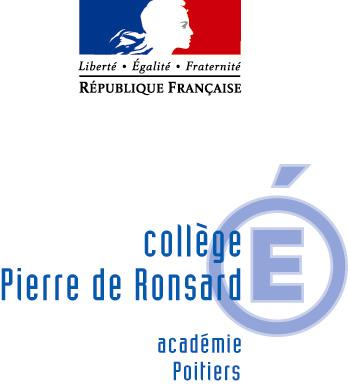 Liberté • Égalité • Fraternité
RÉPUBLIQUE FRANÇAISE
collège
Pierre de Ronsard
É
académie
Poitiers